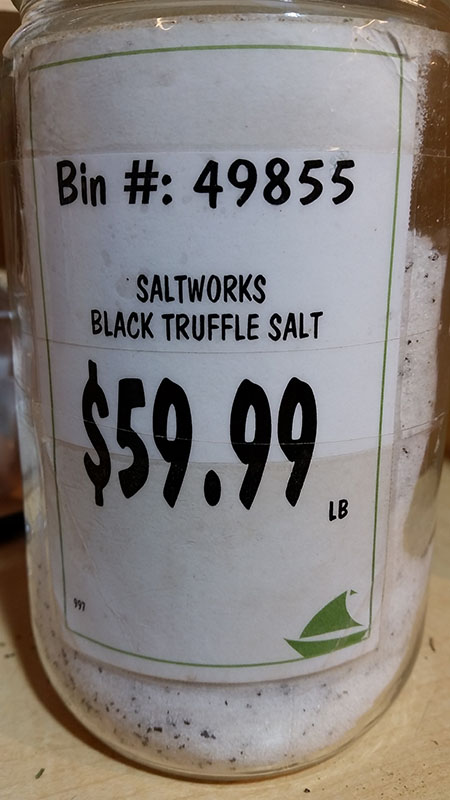 Bin #: 49855
SALTWORKS
BLACK TRUFFLE SALT
$59.99
LB
997